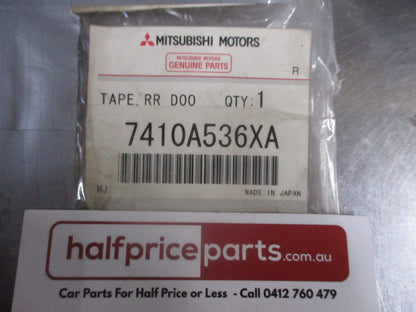 MITSUBISHI MOTORS
MITSUBISHI MOTORS
GENUINE PARTS
R
TAPE, RR DOO QTY:1
7410A536XA
MJ MADE IN JAPAN
halfpriceparts.com.au
Car Parts For Half Price or Less - Call 0412 760 479